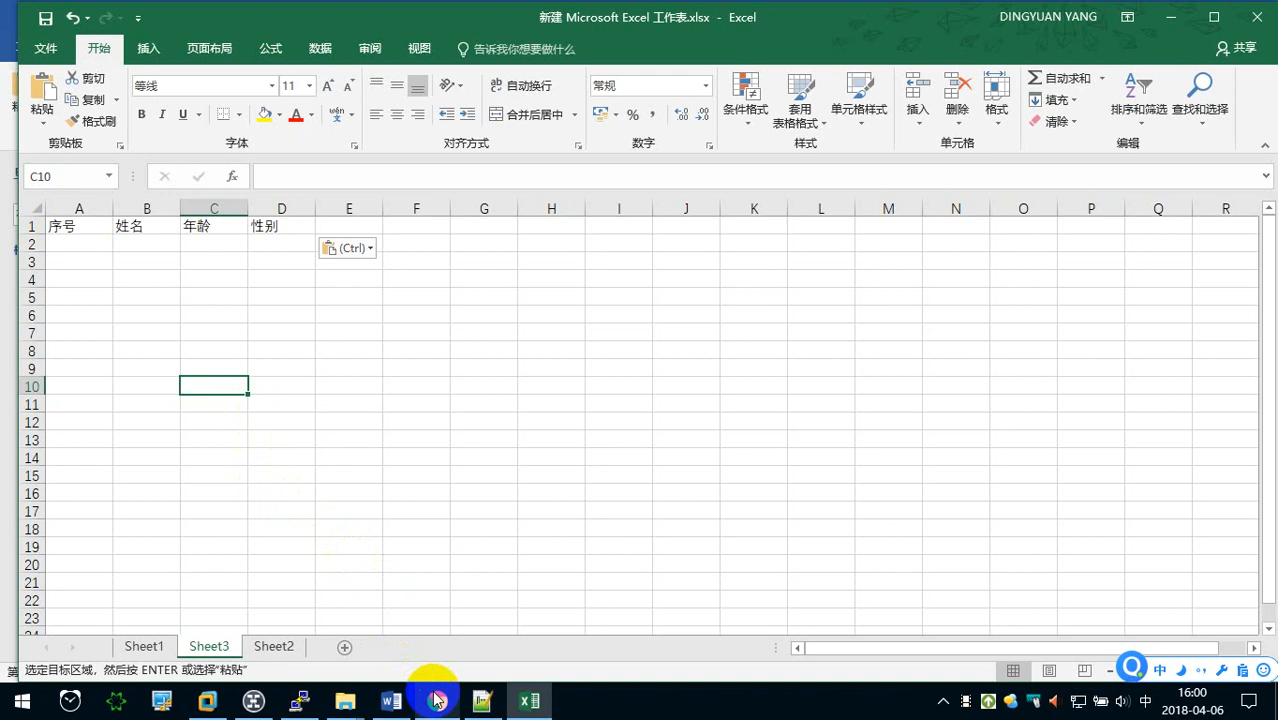 新建 Microsoft Excel 工作表.xlsx - Excel
DINGYUAN YANG
文件 开始 插入 页面布局 公式 数据 审阅 视图 告诉我你想要做什么 共享
粘贴 剪切 复制 格式刷 剪贴板
等线 11 B I U A wén 字体
自动换行 合并后居中 对齐方式
常规 % , 数字
条件格式 套用表格格式 单元格样式 样式
插入 删除 格式 单元格
自动求和 填充 清除 排序和筛选 查找和选择 编辑
C10 fx
A B C D E F G H I J K L M N O P Q R
1 序号 姓名 年龄 性别
2 (Ctrl)
3
4
5
6
7
8
9
10
11
12
13
14
15
16
17
18
19
20
21
22
23
24
Sheet1 Sheet3 Sheet2
选定目标区域，然后按 ENTER 或选择"粘贴"
中
中 16:00
2018-04-06